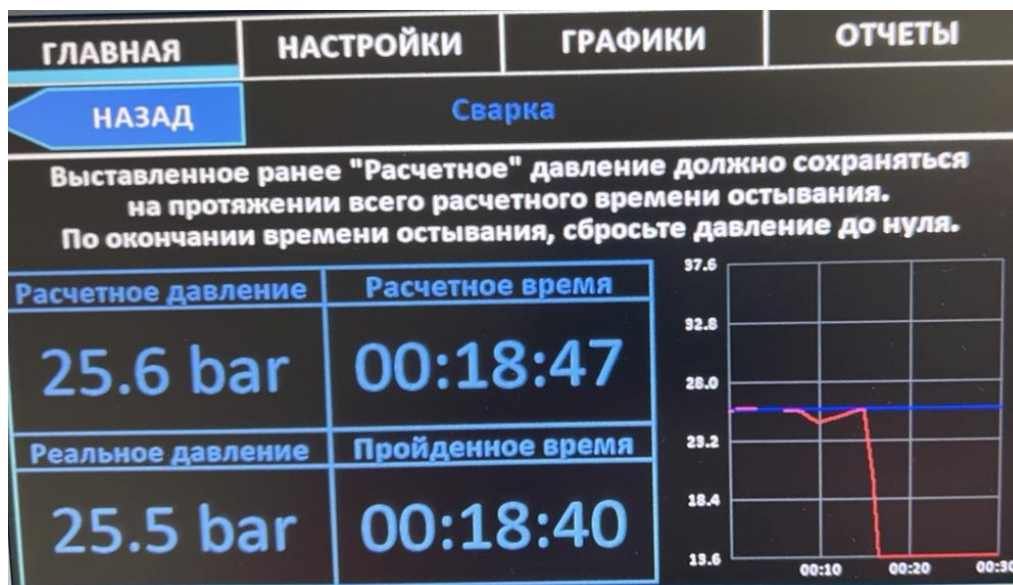 ГЛАВНАЯ НАСТРОЙКИ ГРАФИКИ ОТЧЕТЫ
НАЗАД Сварка
Выставленное ранее "Расчетное" давление должно сохраняться
на протяжении всего расчетного времени остывания.
По окончании времени остывания, сбросьте давление до нуля.
Расчетное давление Расчетное время
25.6 bar 00:18:47
Реальное давление Пройденное время
25.5 bar 00:18:40
37.6
32.8
28.0
23.2
18.4
13.6
00:10 00:20 00:30